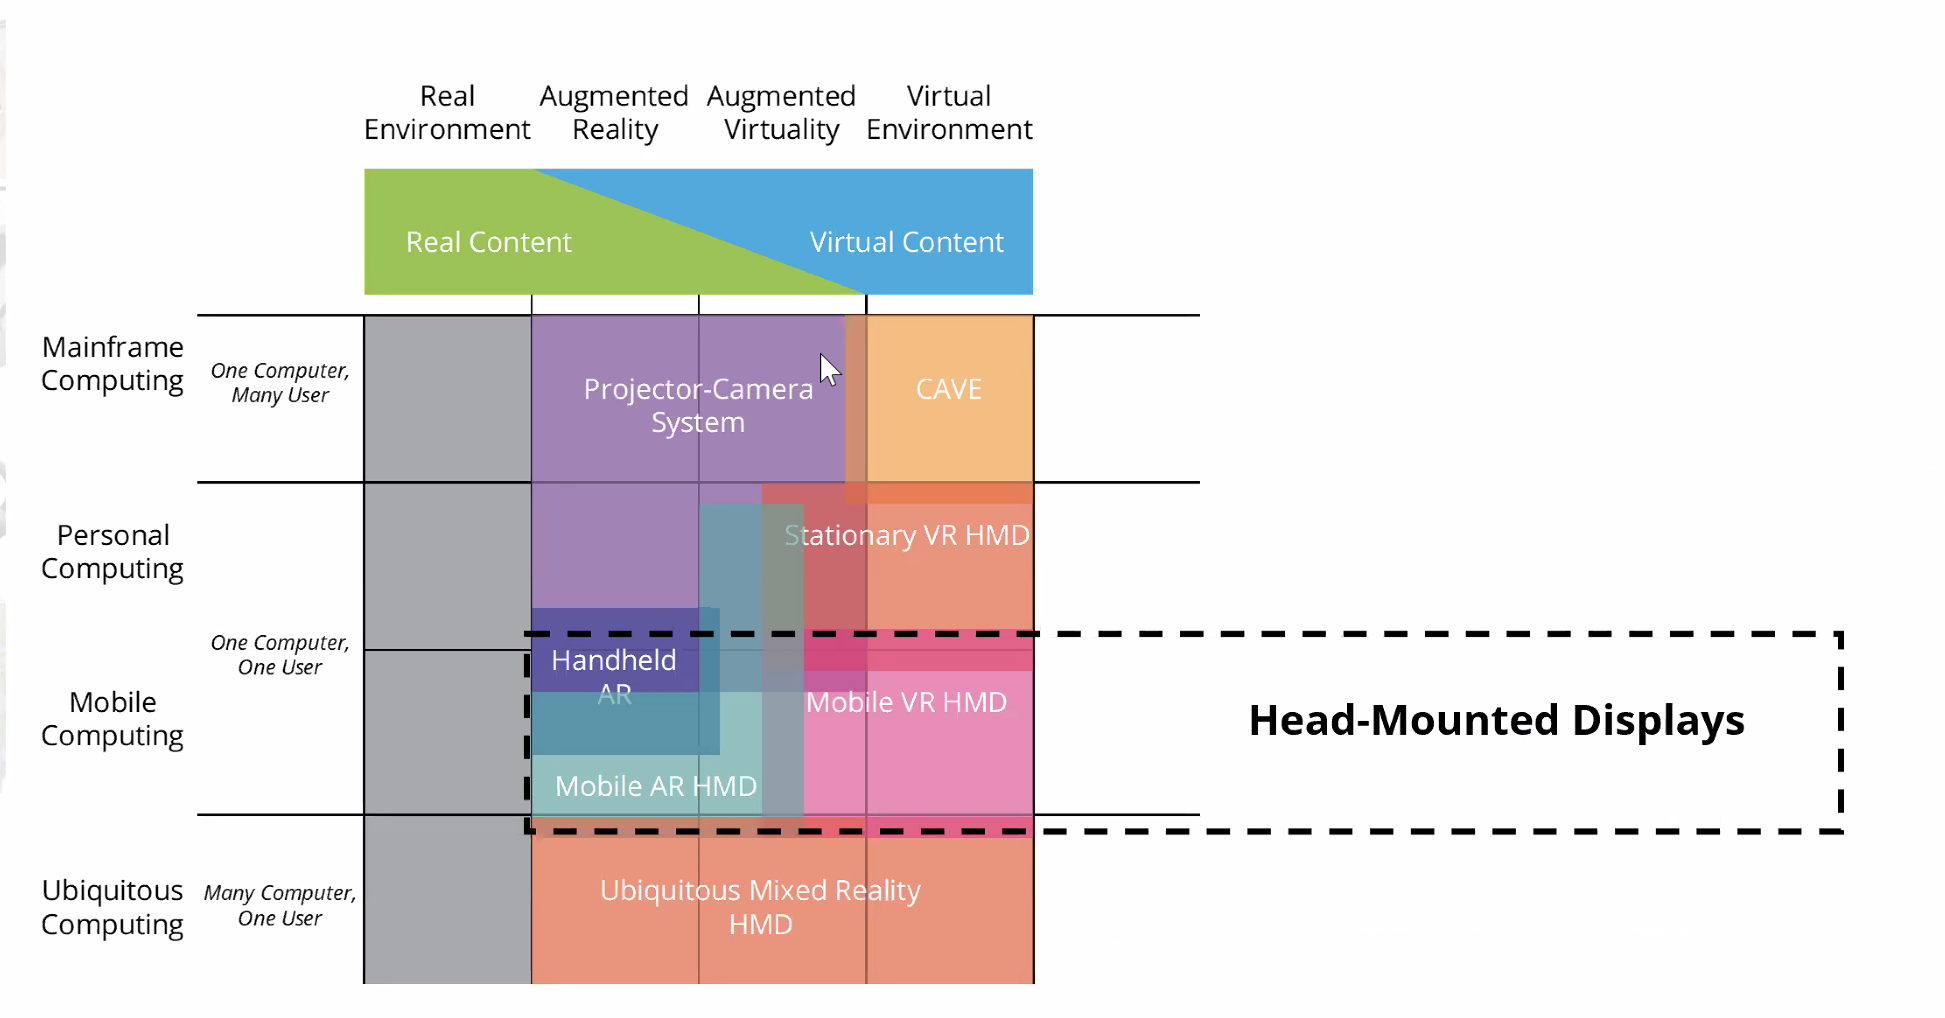 Real
Environment
Augmented
Reality
Augmented
Virtuality
Virtual
Environment
Real Content
Virtual Content
Mainframe
Computing
One Computer,
Many User
Projector-Camera
System
CAVE
Personal
Computing
Stationary VR HMD
One Computer,
One User
Handheld
AR
Mobile
Computing
Mobile VR HMD
Head-Mounted Displays
Mobile AR HMD
Ubiquitous
Computing
Many Computer,
One User
Ubiquitous Mixed Reality
HMD